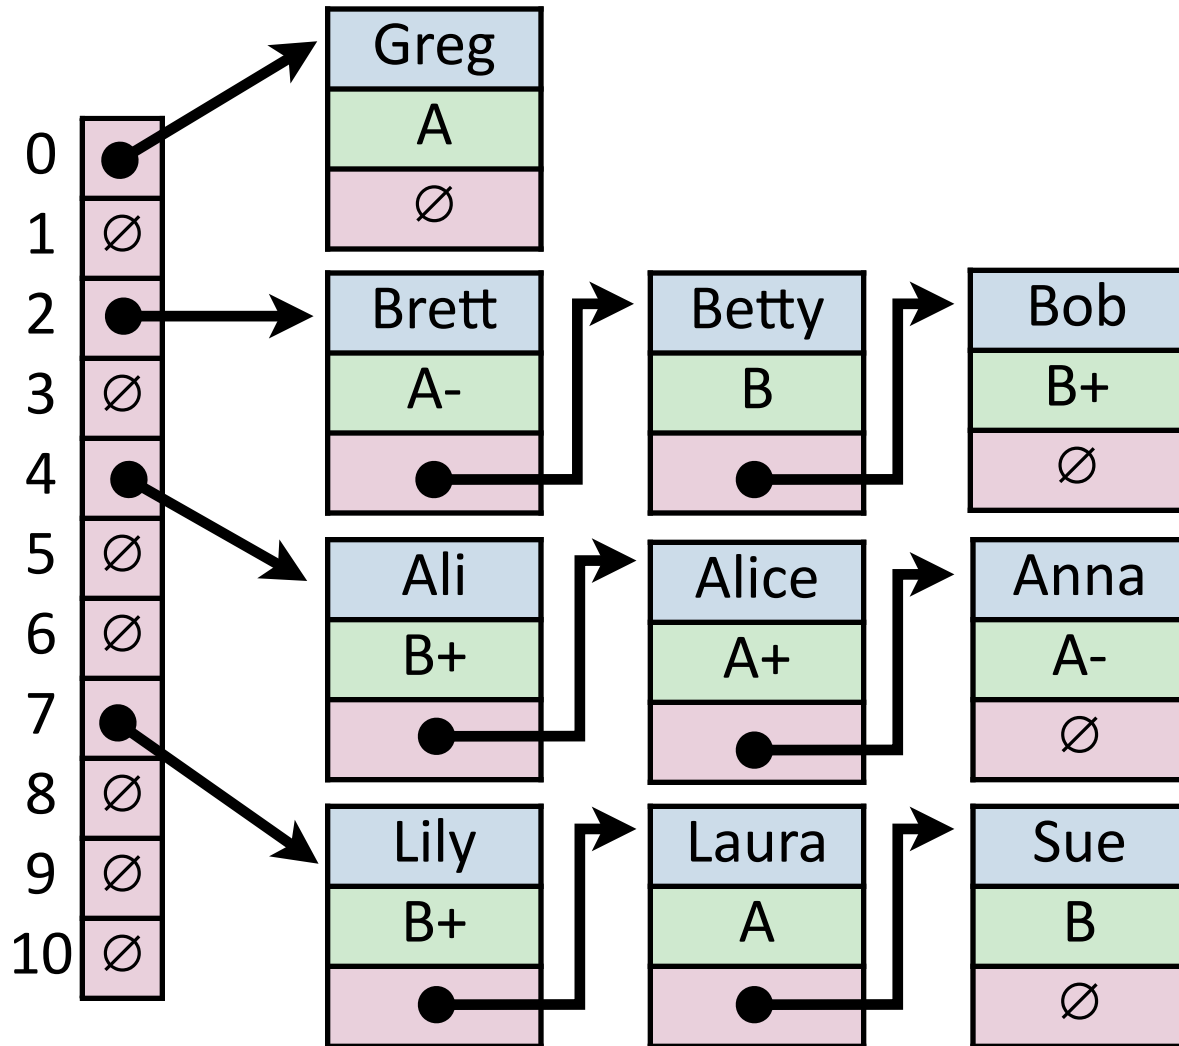 Greg
A
∅
0
1 ∅
2
3 ∅
4
5 ∅
6 ∅
7
8 ∅
9 ∅
10 ∅
Brett Betty Bob
A- B B+
∅
Ali Alice Anna
B+ A+ A-
∅
Lily Laura Sue
B+ A B
∅